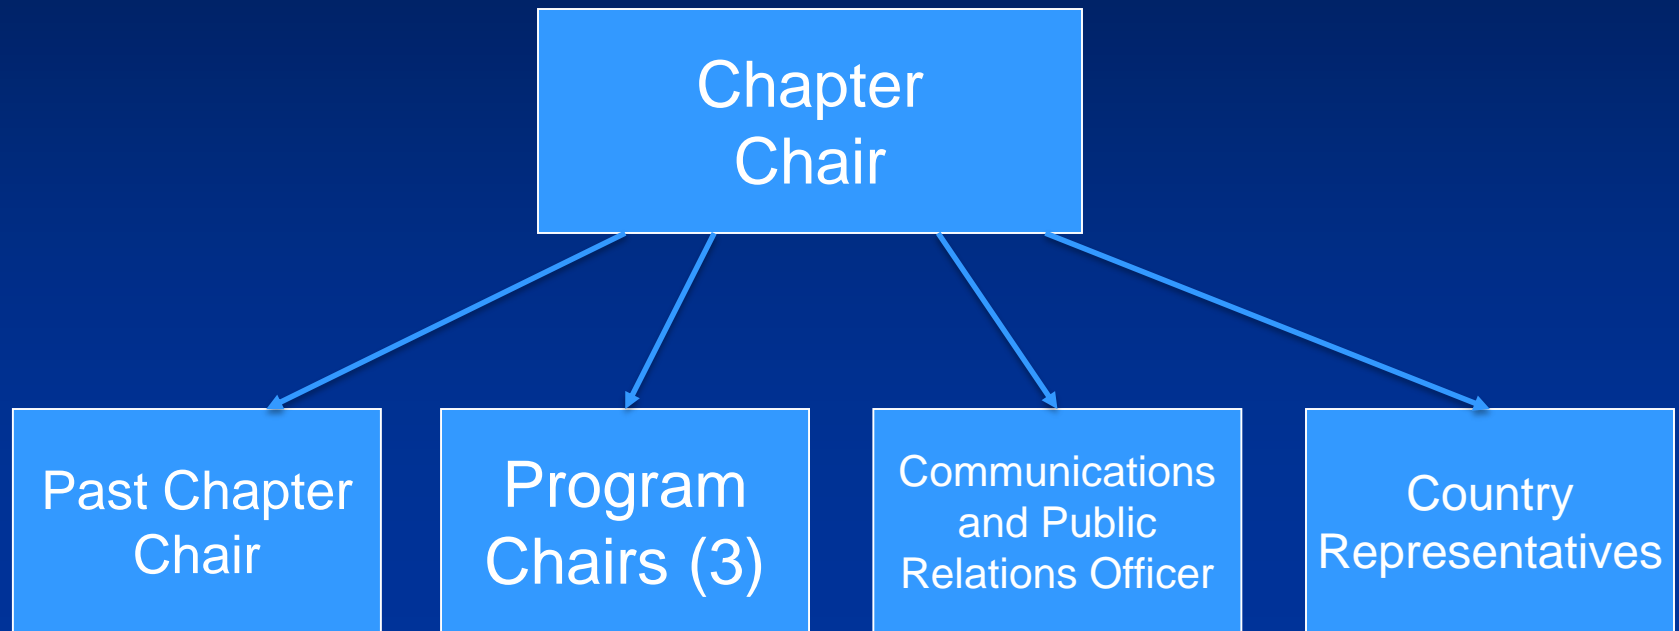 Chapter
Chair
Past Chapter
Chair
Program
Chairs (3)
Communications
and Public
Relations Officer
Country
Representatives